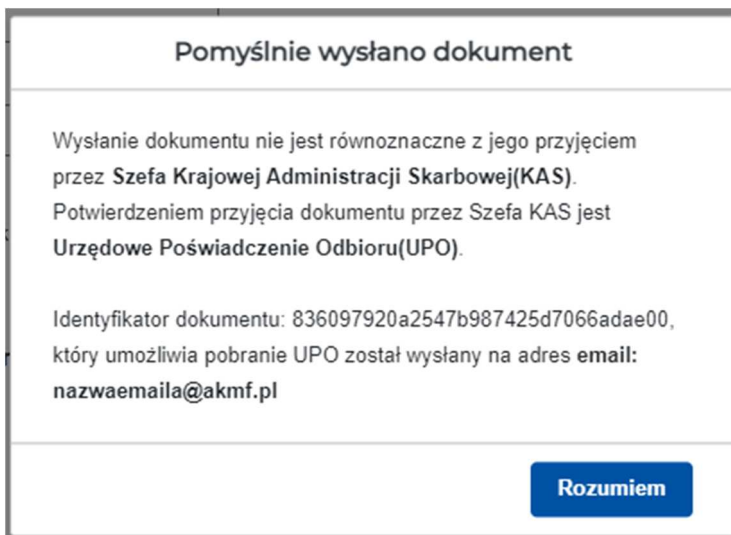 Pomyślnie wysłano dokument
Wysłanie dokumentu nie jest równoznaczne z jego przyjęciem
przez Szefa Krajowej Administracji Skarbowej(KAS).
Potwierdzeniem przyjęcia dokumentu przez Szefa KAS jest
Urzędowe Poświadczenie Odbioru(UPO).
Identyfikator dokumentu: 836097920a2547b987425d7066adae00,
który umożliwia pobranie UPO został wysłany na adres email:
nazwaemaila@akmf.pl
Rozumiem